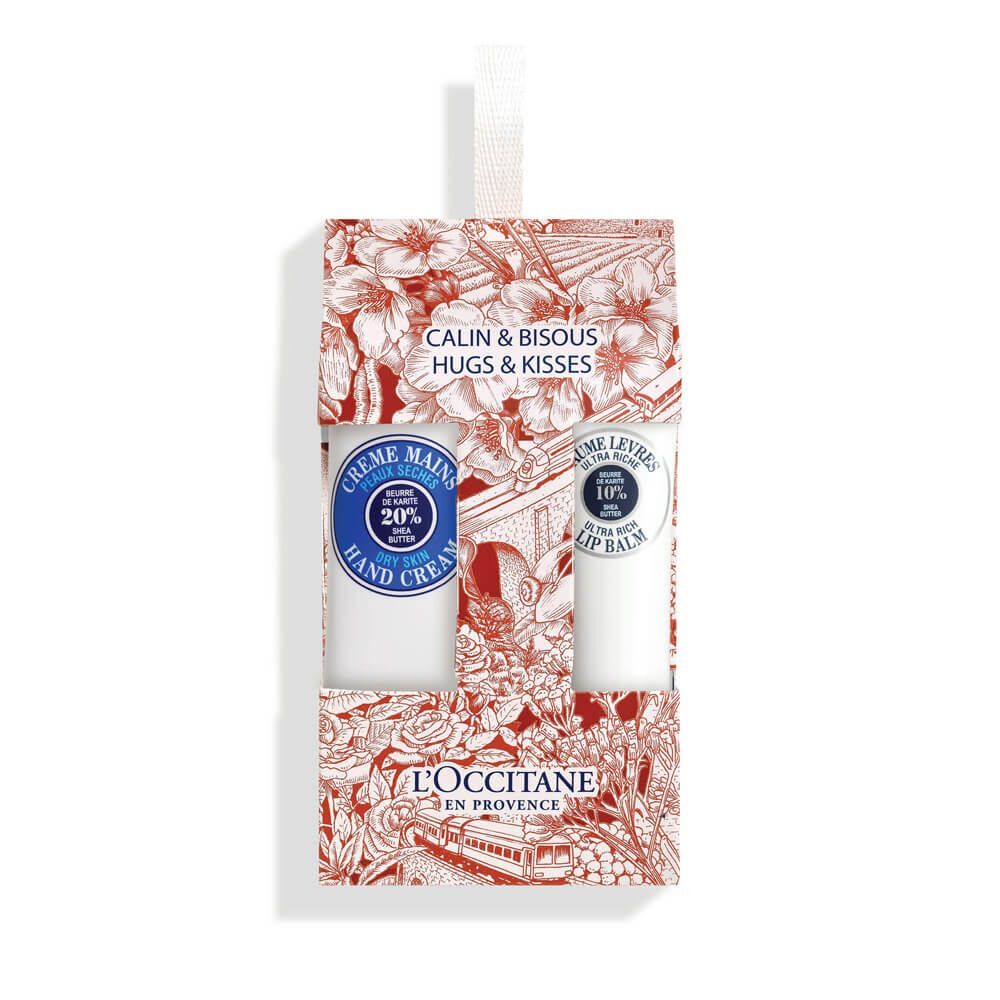 CALIN & BISOUS
HUGS & KISSES
CREME MAINS
PEAUX SECHES
BEURRE
DE KARITE
20%
SHEA
BUTTER
DRY SKIN
HAND CREAM
AUME LEVRES
ULTRA RICHE
BEURRE
DE KARITE
10%
SHEA
BUTTER
ULTRA RICH
LIP BALM
L'OCCITANE
EN PROVENCE